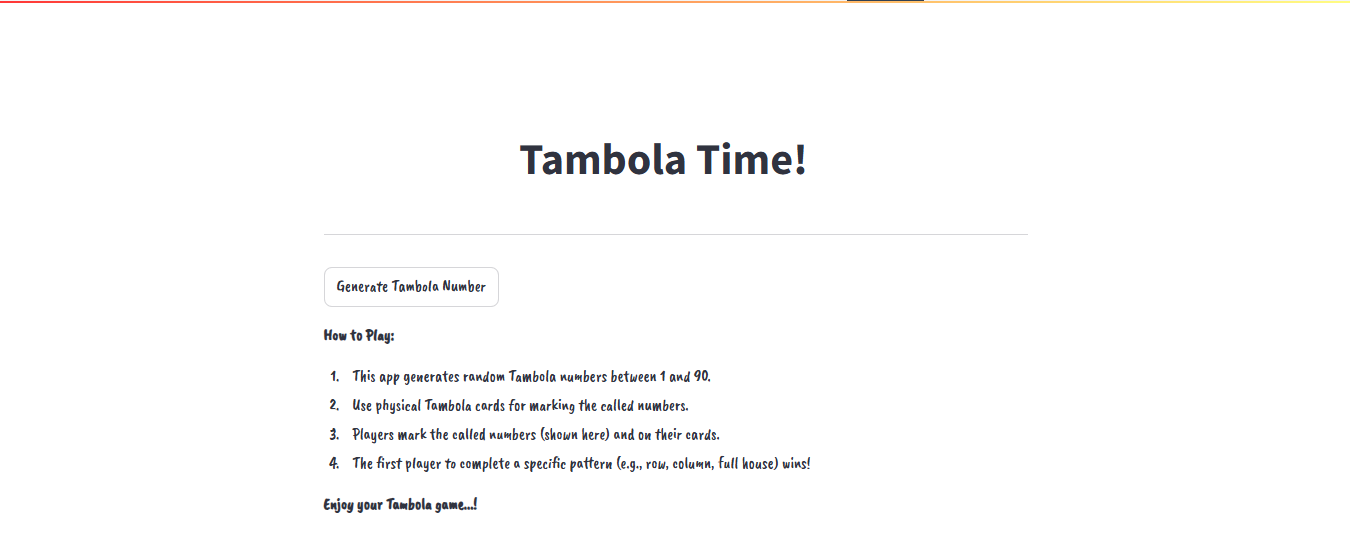 Tambola Time!
Generate Tambola Number
How to Play:
1. This app generates random Tambola numbers between 1 and 90.
2. Use physical Tambola cards for marking the called numbers.
3. Players mark the called numbers (shown here) and on their cards.
4. The first player to complete a specific pattern (e.g., row, column, full house) wins!
Enjoy your Tambola game...!